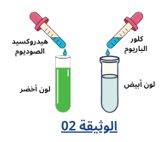 كلور
الباريوم
هيدروكسيد
الصوديوم
لون أبيض
لون أخضر
الوثيقة 02